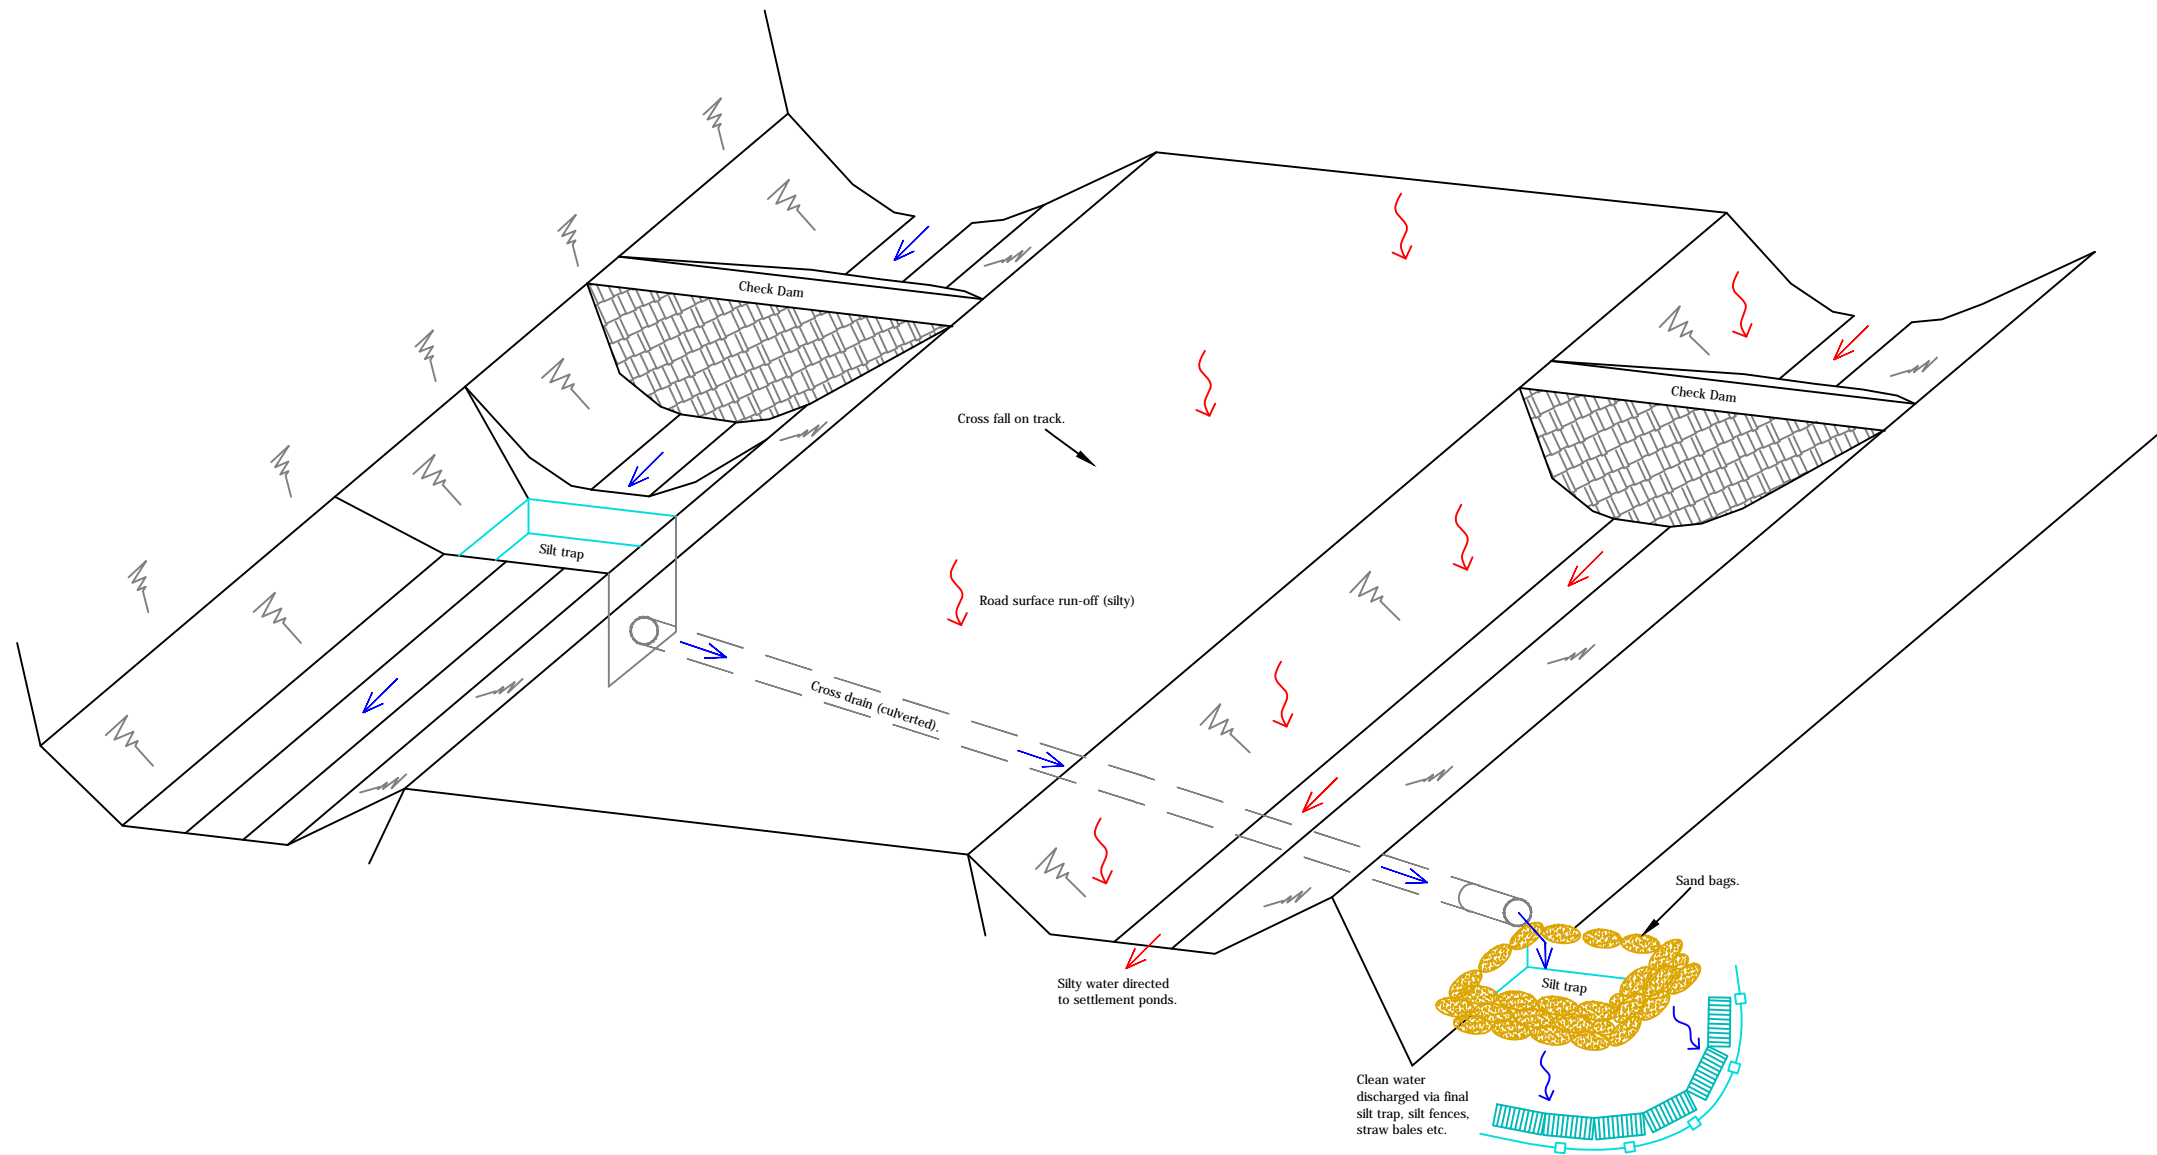 Check Dam
Check Dam
Cross fall on track.
Silt trap
Road surface run-off (silty)
Cross drain (culverted).
Sand bags.
Silty water directed
to settlement ponds.
Silt trap
Clean water
discharged via final
silt trap, silt fences,
straw bales etc.